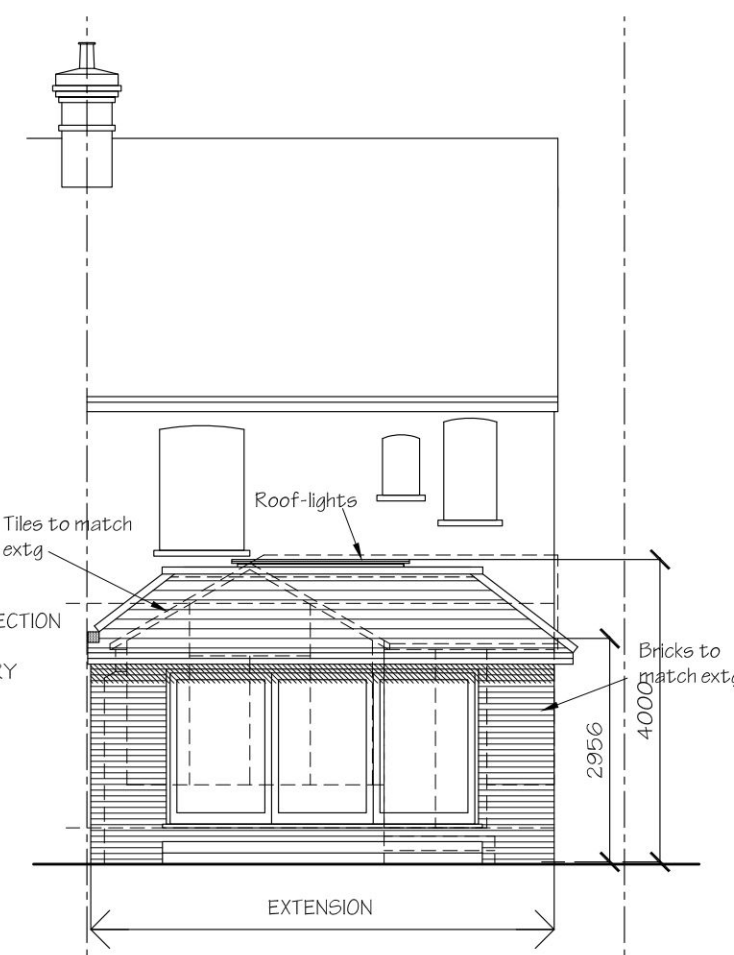 Roof-lights
Tiles to match
extg
ECTION
RY
Bricks to
match extg
2956
4000
EXTENSION